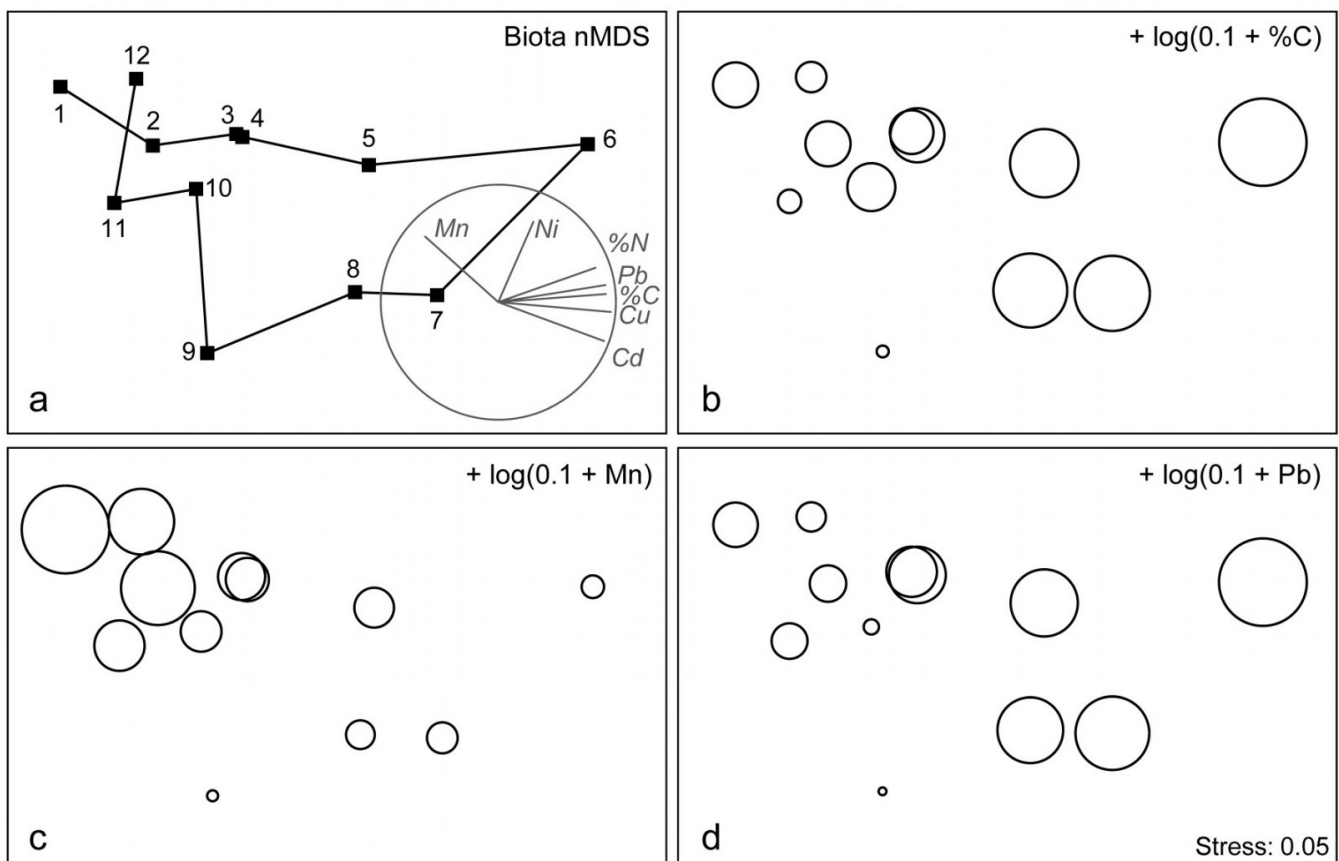 Biota nMDS
12
1
2
3
4
5
6
11
10
Mn
Ni
%N
Pb
%C
Cu
Cd
8
7
9
a
+ log(0.1 + %C)
b
+ log(0.1 + Mn)
c
+ log(0.1 + Pb)
d
Stress: 0.05